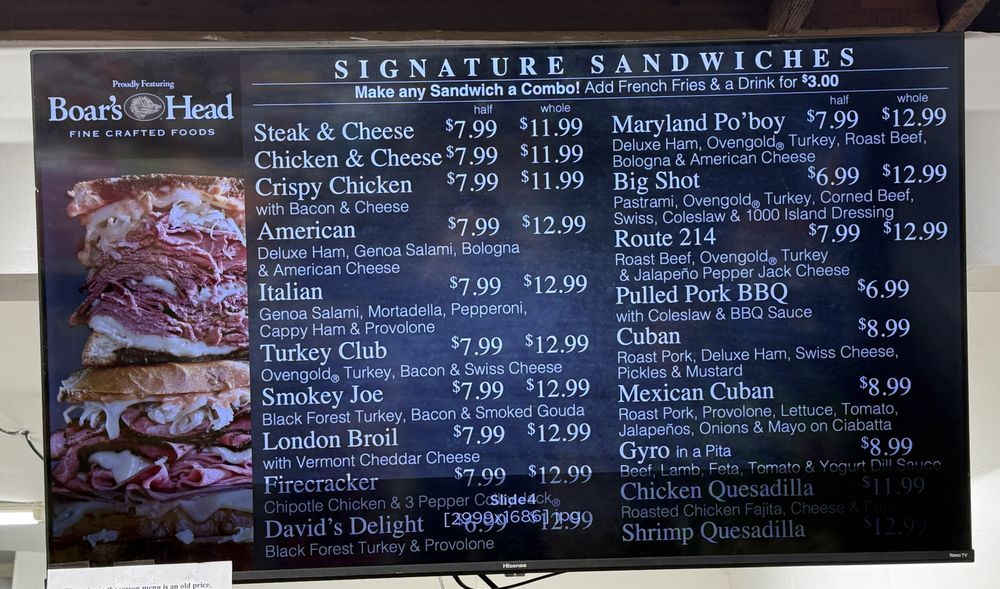 Proudly Featuring
Boar's Head
FINE CRAFTED FOODS
SIGNATURE SANDWICHES
Make any Sandwich a Combo! Add French Fries & a Drink for $3.00
half whole
Steak & Cheese $7.99 $11.99
Chicken & Cheese $7.99 $11.99
Crispy Chicken $7.99 $11.99
with Bacon & Cheese
American $7.99 $12.99
Deluxe Ham, Genoa Salami, Bologna
& American Cheese
Italian $7.99 $12.99
Genoa Salami, Mortadella, Pepperoni,
Cappy Ham & Provolone
Turkey Club $7.99 $12.99
Ovengold® Turkey, Bacon & Swiss Cheese
Smokey Joe $7.99 $12.99
Black Forest Turkey, Bacon & Smoked Gouda
London Broil $7.99 $12.99
with Vermont Cheddar Cheese
Firecracker $7.99 $12.99
Chipotle Chicken & 3 Pepper
David's Delight $6.99 $12.99
Black Forest Turkey & Provolone
half whole
Maryland Po'boy $7.99 $12.99
Deluxe Ham, Ovengold® Turkey, Roast Beef,
Bologna & American Cheese
Big Shot $6.99 $12.99
Pastrami, Ovengold® Turkey, Corned Beef,
Swiss, Coleslaw & 1000 Island Dressing
Route 214 $7.99 $12.99
Roast Beef, Ovengold® Turkey
& Jalapeño Pepper Jack Cheese
Pulled Pork BBQ $6.99
with Coleslaw & BBQ Sauce
Cuban $8.99
Roast Pork, Deluxe Ham, Swiss Cheese,
Pickles & Mustard
Mexican Cuban $8.99
Roast Pork, Provolone, Lettuce, Tomato,
Jalapeños, Onions & Mayo on Ciabatta
Gyro in a Pita $8.99
Beef, Lamb, Feta, Tomato & Yogurt Dill Sauce
Chicken Quesadilla $11.99
Roasted Chicken Fajita, Cheese &
Shrimp Quesadilla $12.99
Slide4
Hisense
Roku TV
menu is an old price.